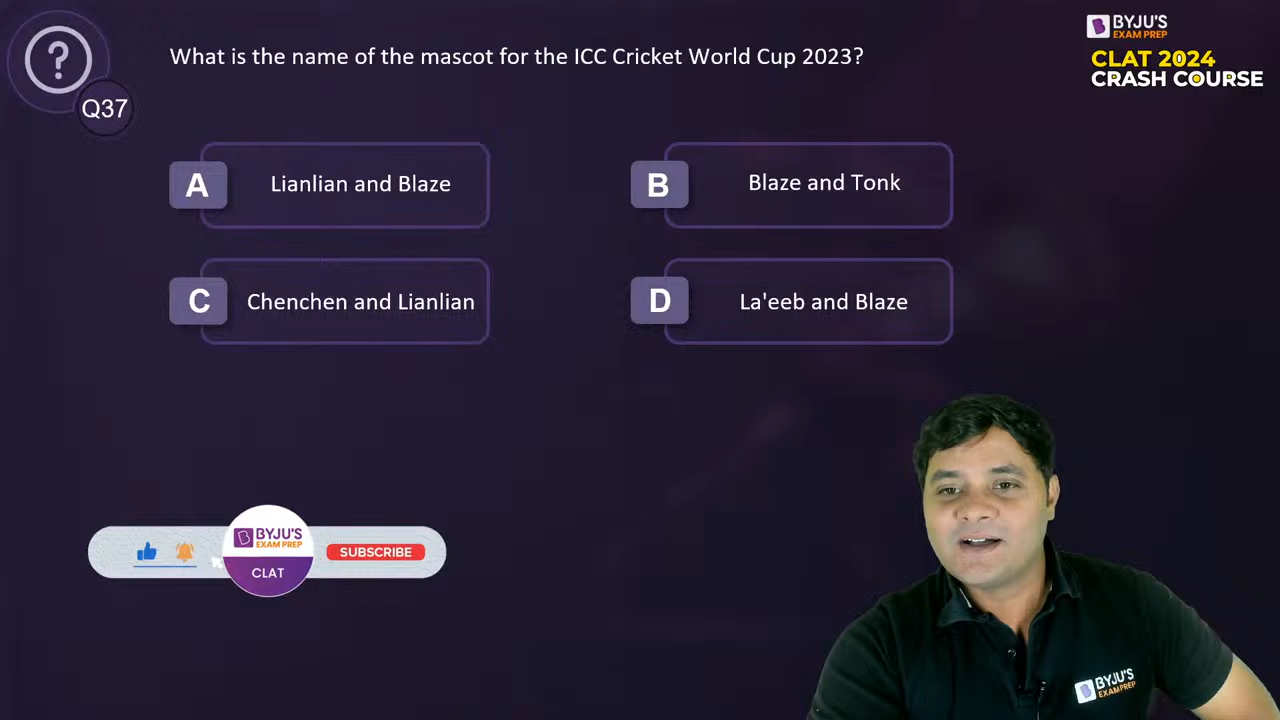 What is the name of the mascot for the ICC Cricket World Cup 2023?
Q37
BYJU'S
EXAM PREP
CLAT 2024
CRASH COURSE
A
Lianlian and Blaze
B
Blaze and Tonk
C
Chenchen and Lianlian
D
La'eeb and Blaze
BYJU'S
EXAM PREP
CLAT
SUBSCRIBE
BYJU'S
EXAM PREP